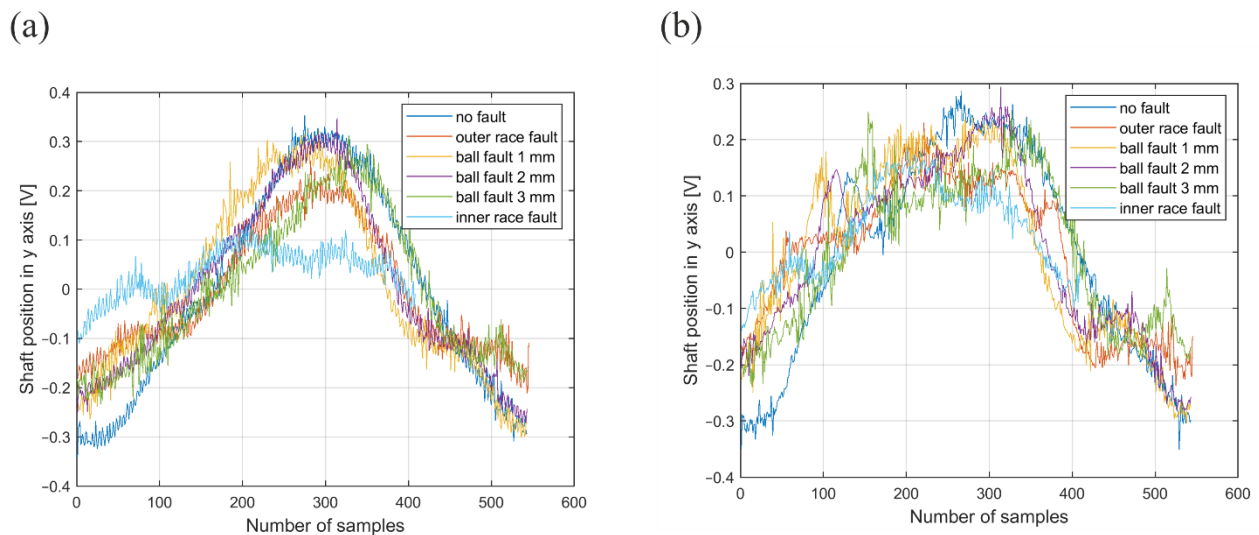 (a)
0.4
0.3
0.2
0.1
0
−0.1
−0.2
−0.3
−0.4
0 100 200 300 400 500 600
Number of samples
Shaft position in y axis [V]
no fault
outer race fault
ball fault 1 mm
ball fault 2 mm
ball fault 3 mm
inner race fault
(b)
0.3
0.2
0.1
0
−0.1
−0.2
−0.3
−0.4
0 100 200 300 400 500 600
Number of samples
Shaft position in y axis [V]
no fault
outer race fault
ball fault 1 mm
ball fault 2 mm
ball fault 3 mm
inner race fault